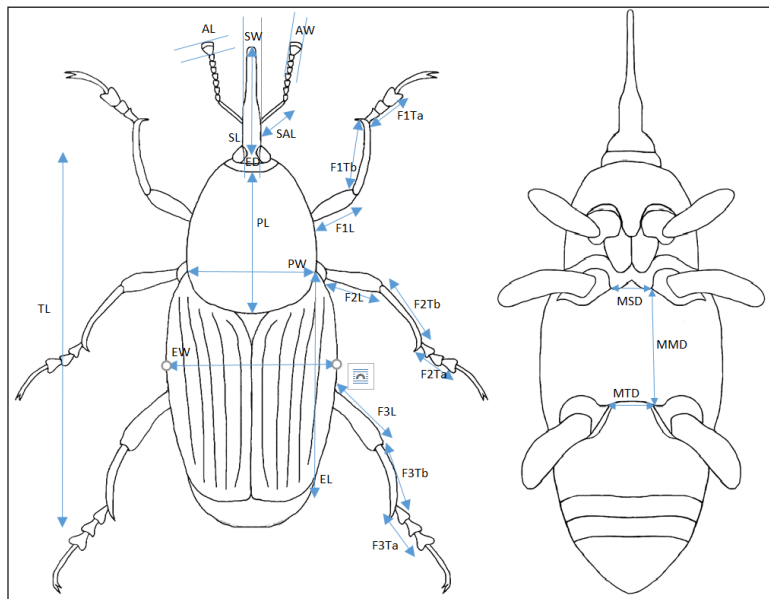 AL
SW
AW
F1Ta
SL
SAL
ED
F1Tb
PL
F1L
PW
F2L
F2Tb
TL
MSD
EW
MMD
F2Ta
MTD
F3L
F3Tb
EL
F3Ta